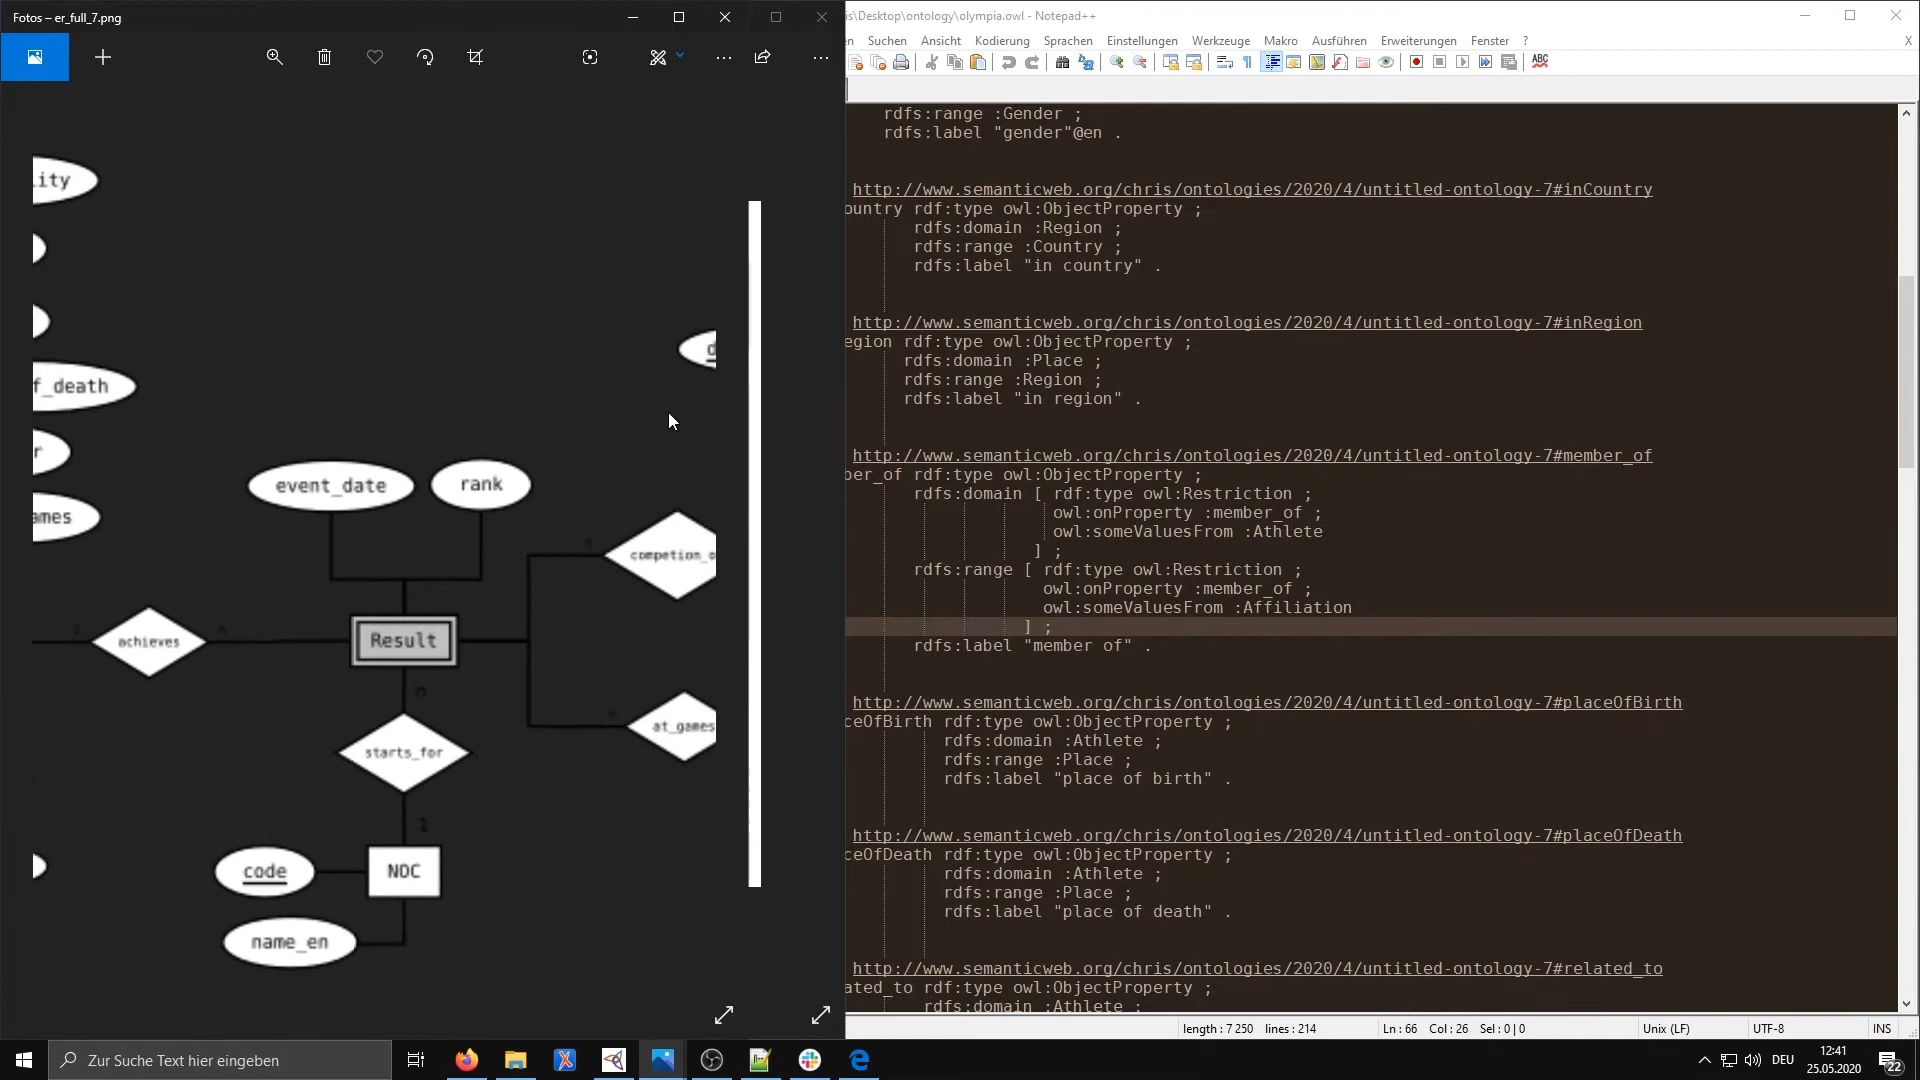 Fotos – er_full_7.png
ity
f_death
r
ames
event_date
rank
competion_o
achieves
n
Result
at_games
n
starts_for
1
code
NOC
name_en
is\Desktop\ontology\olympia.owl - Notepad++
en Suchen Ansicht Kodierung Sprachen Einstellungen Werkzeuge Makro Ausführen Erweiterungen Fenster ? X
ABC
rdfs:range :Gender ;
rdfs:label "gender"@en .
http://www.semanticweb.org/chris/ontologies/2020/4/untitled-ontology-7#inCountry
ountry rdf:type owl:ObjectProperty ;
rdfs:domain :Region ;
rdfs:range :Country ;
rdfs:label "in country" .
http://www.semanticweb.org/chris/ontologies/2020/4/untitled-ontology-7#inRegion
egion rdf:type owl:ObjectProperty ;
rdfs:domain :Place ;
rdfs:range :Region ;
rdfs:label "in region" .
http://www.semanticweb.org/chris/ontologies/2020/4/untitled-ontology-7#member_of
ber_of rdf:type owl:ObjectProperty ;
rdfs:domain [ rdf:type owl:Restriction ;
owl:onProperty :member_of ;
owl:someValuesFrom :Athlete
] ;
rdfs:range [ rdf:type owl:Restriction ;
owl:onProperty :member_of ;
owl:someValuesFrom :Affiliation
] ;
rdfs:label "member of" .
http://www.semanticweb.org/chris/ontologies/2020/4/untitled-ontology-7#placeOfBirth
ceOfBirth rdf:type owl:ObjectProperty ;
rdfs:domain :Athlete ;
rdfs:range :Place ;
rdfs:label "place of birth" .
http://www.semanticweb.org/chris/ontologies/2020/4/untitled-ontology-7#placeOfDeath
ceOfDeath rdf:type owl:ObjectProperty ;
rdfs:domain :Athlete ;
rdfs:range :Place ;
rdfs:label "place of death" .
http://www.semanticweb.org/chris/ontologies/2020/4/untitled-ontology-7#related_to
ated_to rdf:type owl:ObjectProperty ;
rdfs:domain :Athlete ;
length : 7 250 lines : 214 Ln : 66 Col : 26 Sel : 0 | 0 Unix (LF) UTF-8 INS
Zur Suche Text hier eingeben
DEU
12:41
25.05.2020
22